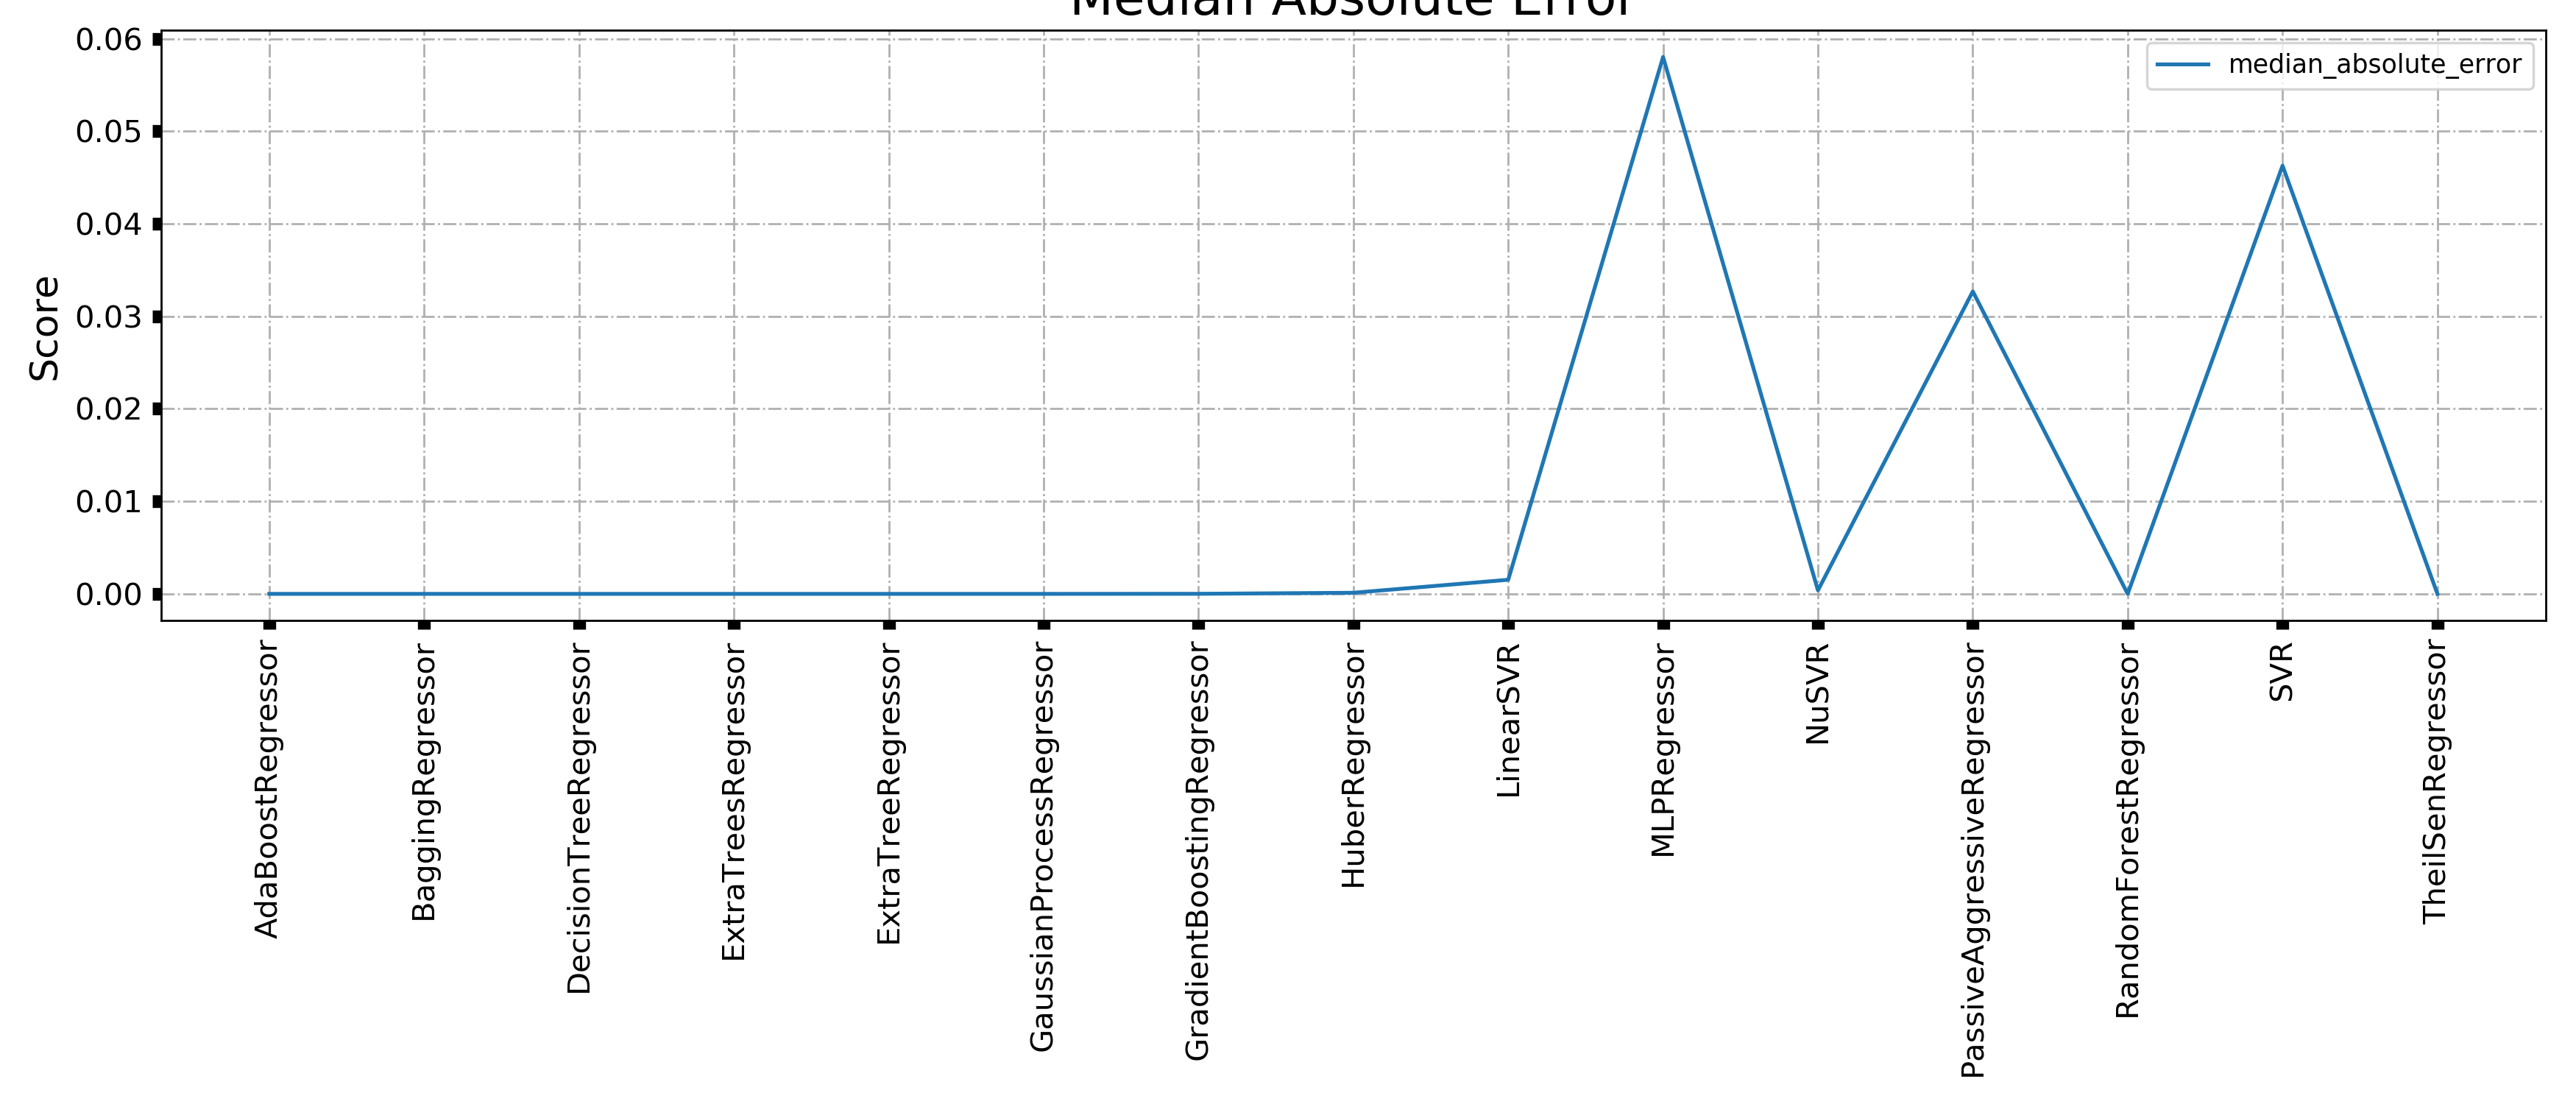 Median Absolute Error
median_absolute_error
Score
0.06
0.05
0.04
0.03
0.02
0.01
0.00
AdaBoostRegressor
BaggingRegressor
DecisionTreeRegressor
ExtraTreesRegressor
ExtraTreeRegressor
GaussianProcessRegressor
GradientBoostingRegressor
HuberRegressor
LinearSVR
MLPRegressor
NuSVR
PassiveAggressiveRegressor
RandomForestRegressor
SVR
TheilSenRegressor